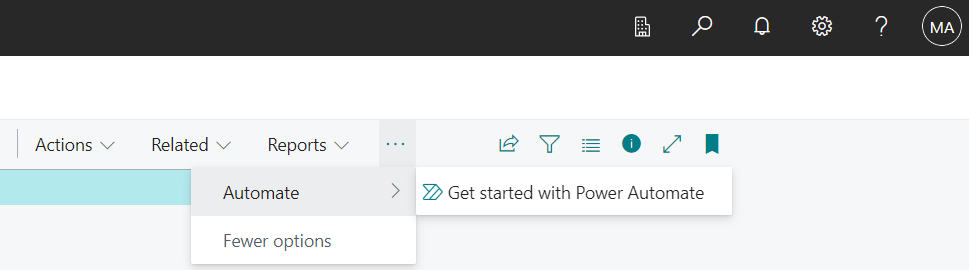 MA
Actions Related Reports ...
Automate Get started with Power Automate
Fewer options